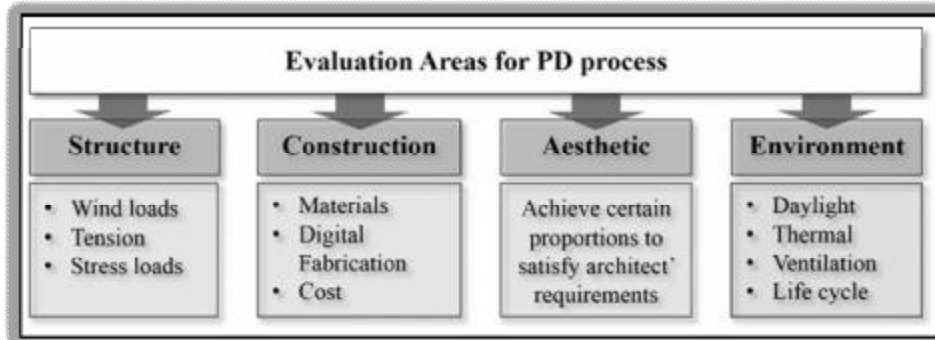 Evaluation Areas for PD process
Structure
• Wind loads
• Tension
• Stress loads
Construction
• Materials
• Digital
Fabrication
• Cost
Aesthetic
Achieve certain
proportions to
satisfy architect'
requirements
Environment
• Daylight
• Thermal
• Ventilation
• Life cycle